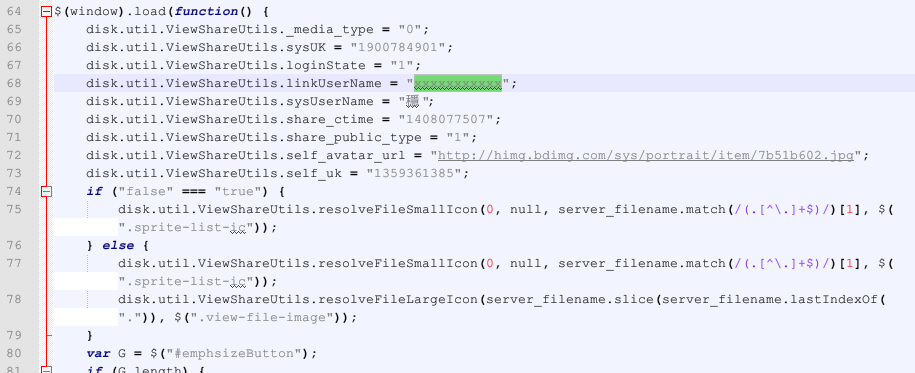 64 $(window).load(function() {
65 disk.util.ViewShareUtils._media_type = "0";
66 disk.util.ViewShareUtils.sysUK = "1900784901";
67 disk.util.ViewShareUtils.loginState = "1";
68 disk.util.ViewShareUtils.linkUserName = "xxxxxxxxxxx";
69 disk.util.ViewShareUtils.sysUserName = " ";
70 disk.util.ViewShareUtils.share_ctime = "1408077507";
71 disk.util.ViewShareUtils.share_public_type = "1";
72 disk.util.ViewShareUtils.self_avatar_url = "http://himg.bdimg.com/sys/portrait/item/7b51b602.jpg";
73 disk.util.ViewShareUtils.self_uk = "1359361385";
74 if ("false" === "true") {
75 disk.util.ViewShareUtils.resolveFileSmallIcon(0, null, server_filename.match(/(.[^\.]+$)/)[1], $(
".sprite-list-ic"));
76 } else {
77 disk.util.ViewShareUtils.resolveFileSmallIcon(0, null, server_filename.match(/(.[^\.]+$)/)[1], $(
".sprite-list-ic"));
78 disk.util.ViewShareUtils.resolveFileLargeIcon(server_filename.slice(server_filename.lastIndexOf(
".")), $(".view-file-image"));
79 }
80 var G = $("#emphsizeButton");
81 if (G.length) {